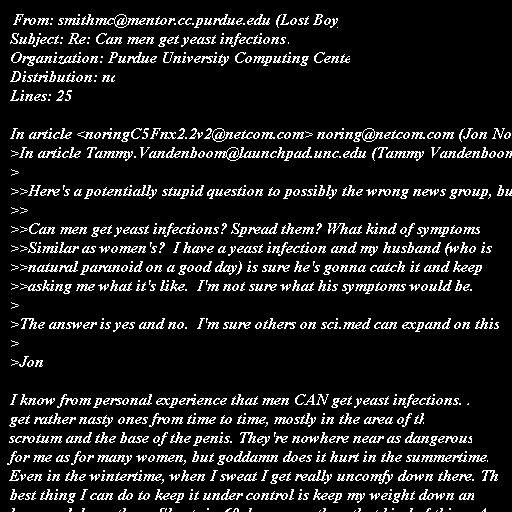 From: smithmc@mentor.cc.purdue.edu (Lost Boy
Subject: Re: Can men get yeast infections.
Organization: Purdue University Computing Cente
Distribution: na
Lines: 25

In article <noringC5Fnx2.2v2@netcom.com> noring@netcom.com (Jon No
>In article Tammy.Vandenboom@launchpad.unc.edu (Tammy Vandenboom
>
>>Here's a potentially stupid question to possibly the wrong news group, bu
>>
>>Can men get yeast infections? Spread them? What kind of symptoms
>>Similar as women's?  I have a yeast infection and my husband (who is
>>natural paranoid on a good day) is sure he's gonna catch it and keep
>>asking me what it's like.  I'm not sure what his symptoms would be.
>
>The answer is yes and no.  I'm sure others on sci.med can expand on this
>
>Jon

I know from personal experience that men CAN get yeast infections. .
get rather nasty ones from time to time, mostly in the area of th
scrotum and the base of the penis. They're nowhere near as dangerous
for me as for many women, but goddamn does it hurt in the summertime.
Even in the wintertime, when I sweat I get really uncomfy down there. Th
best thing I can do to keep it under control is keep my weight down an